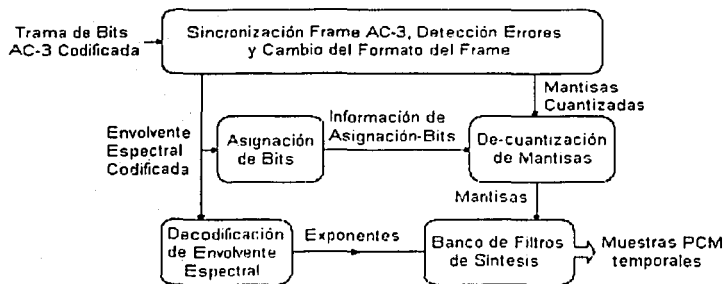 Trama de Bits
AC-3 Codificada
Sincronización Frame AC-3, Detección Errores
y Cambio del Formato del Frame
Mantisas
Cuantizadas
Envolvente
Espectral
Codificada
Asignación
de Bits
Información de
Asignación-Bits
De-cuantización
de Mantisas
Mantisas
Decodificación
de Envolvente
Espectral
Exponentes
Banco de Filtros
de Síntesis
Muestras PCM
temporales